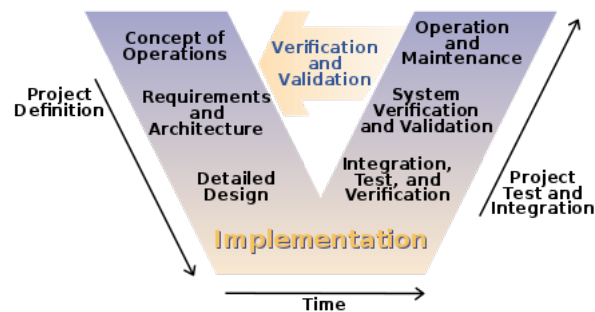 Concept of
Operations
Verification
and
Validation
Operation
and
Maintenance
Project
Definition
Requirements
and
Architecture
System
Verification
and Validation
Detailed
Design
Integration,
Test, and
Verification
Project
Test and
Integration
Implementation
Time